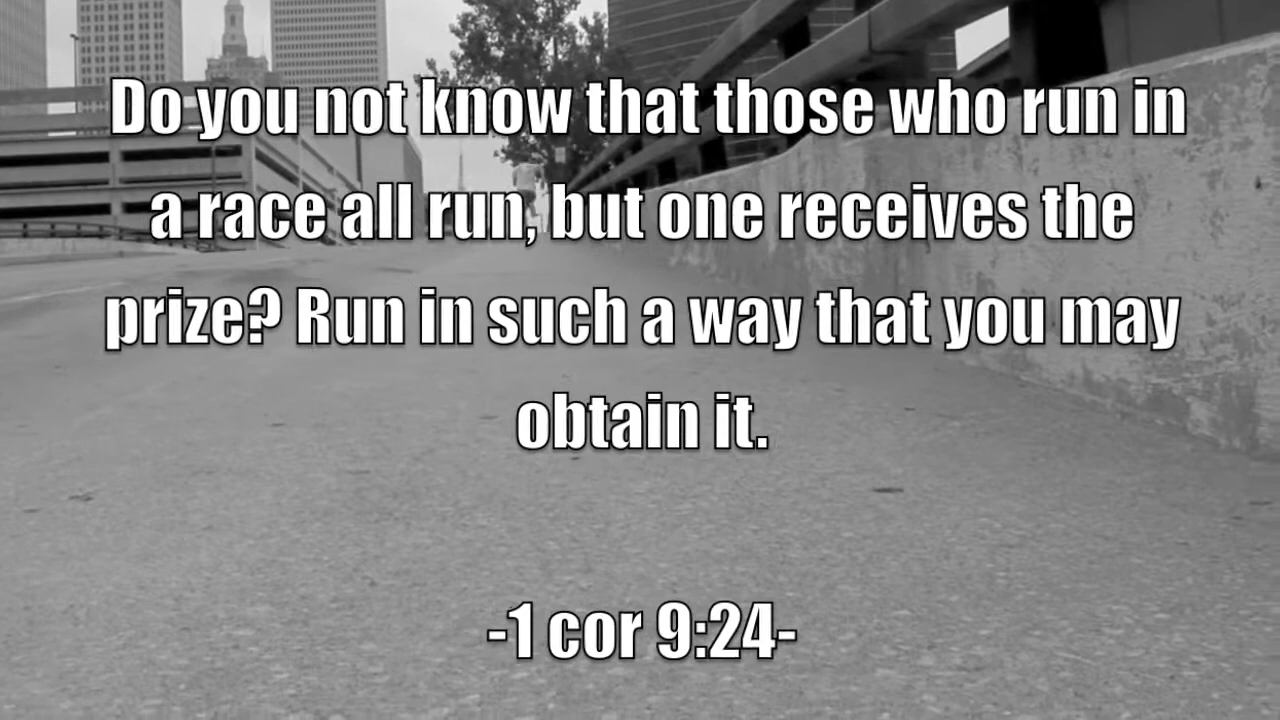 Do you not know that those who run in
a race all run, but one receives the
prize? Run in such a way that you may
obtain it.
-1 cor 9:24-